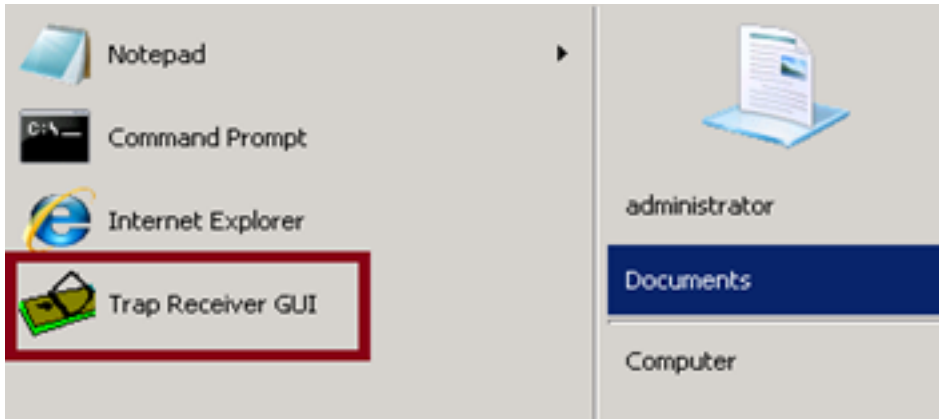 Notepad
C:\_
Command Prompt
Internet Explorer
Trap Receiver GUI
administrator
Documents
Computer